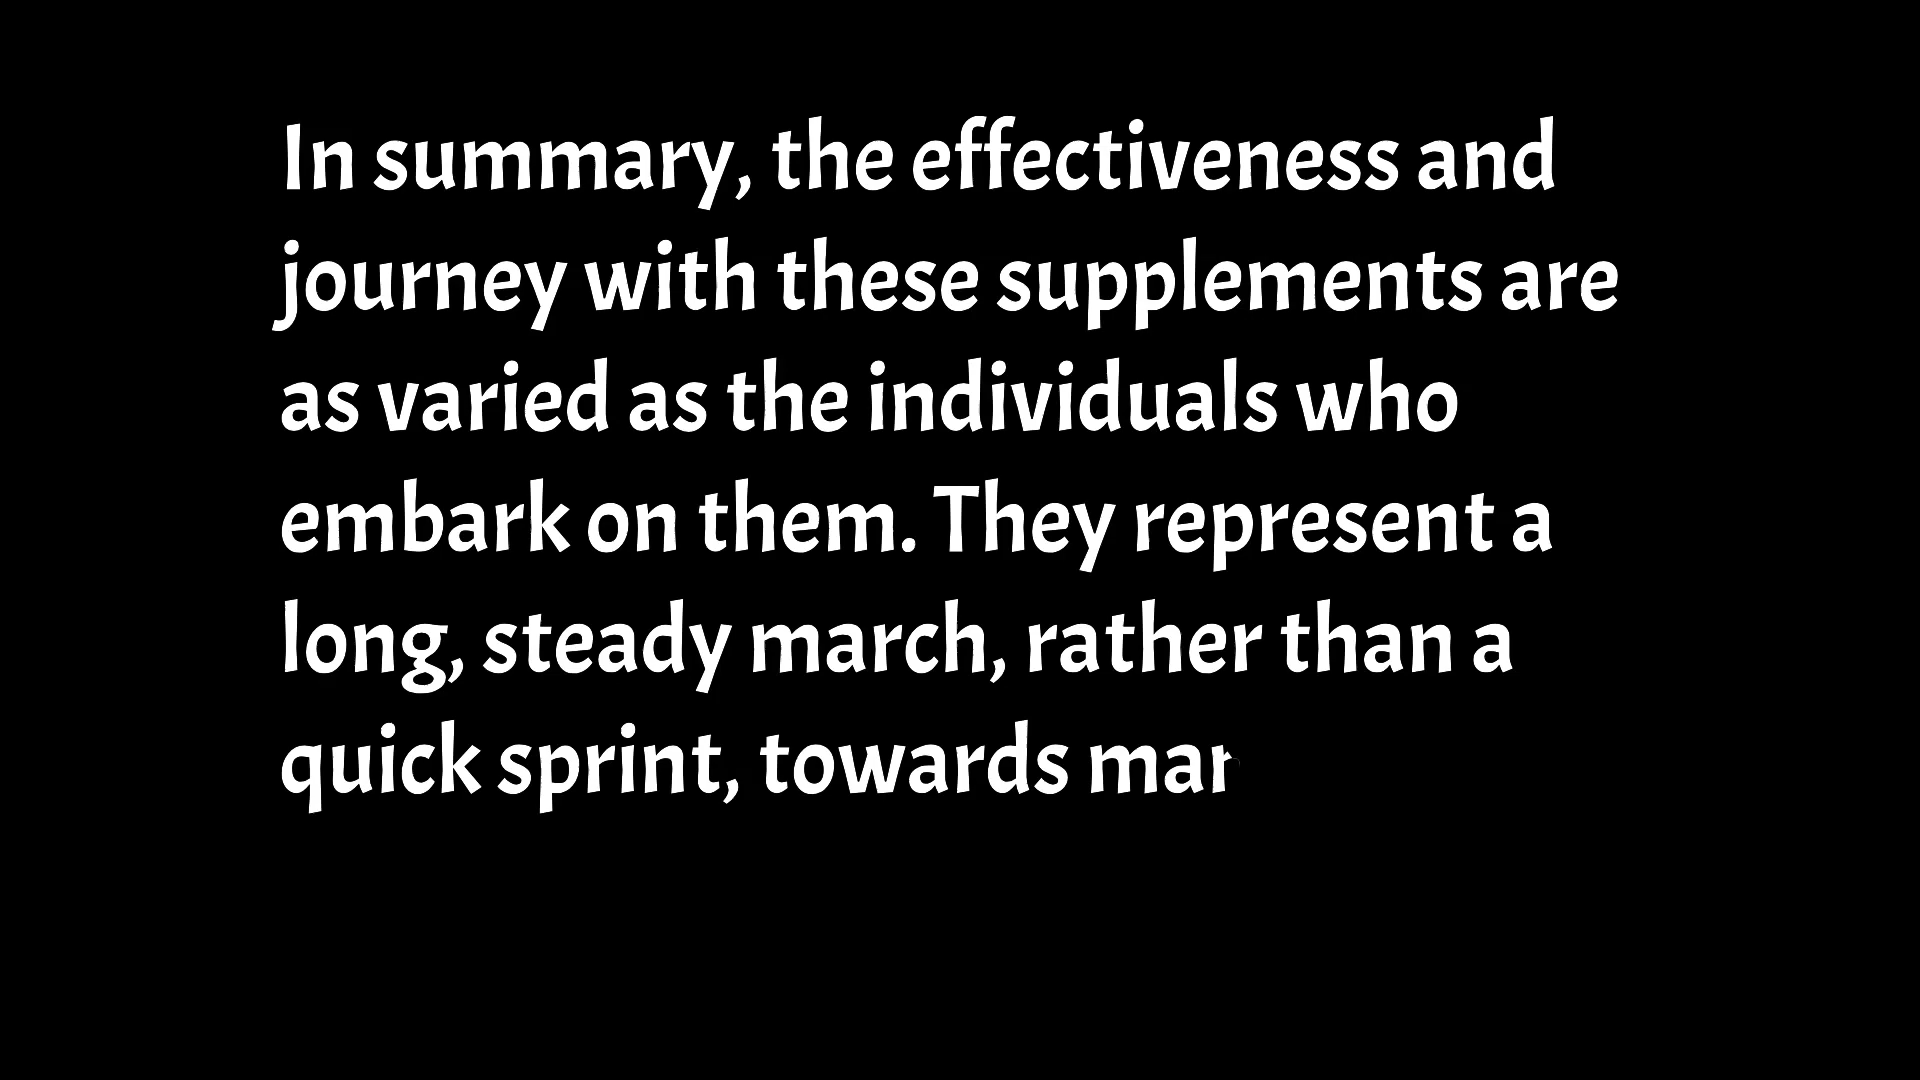 In summary, the effectiveness and
journey with these supplements are
as varied as the individuals who
embark on them. They represent a
long, steady march, rather than a
quick sprint, towards